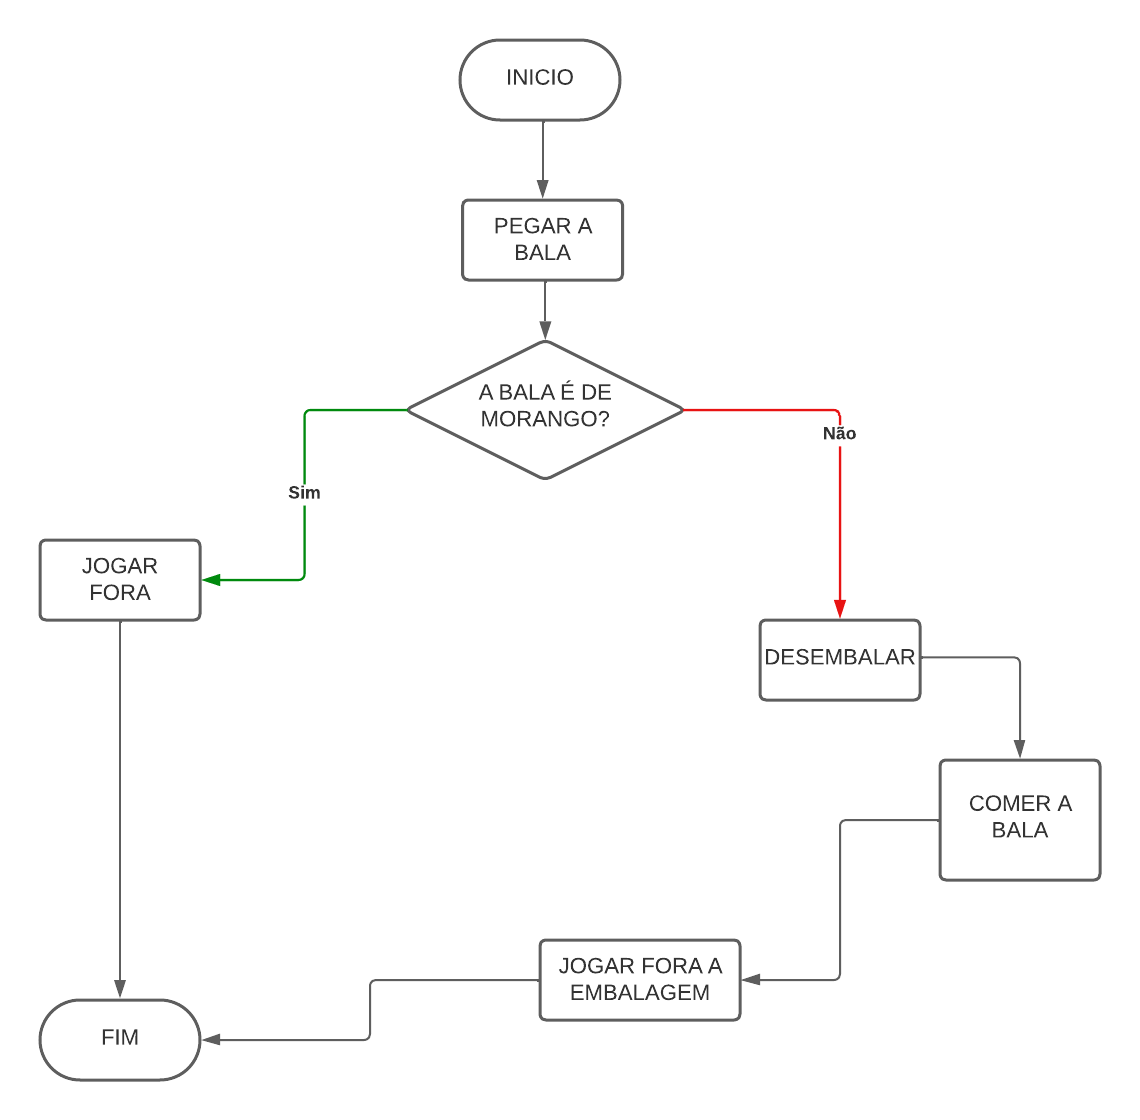 INICIO
PEGAR A
BALA
A BALA É DE
MORANGO?
Não
Sim
JOGAR
FORA
DESEMBALAR
COMER A
BALA
JOGAR FORA A
EMBALAGEM
FIM